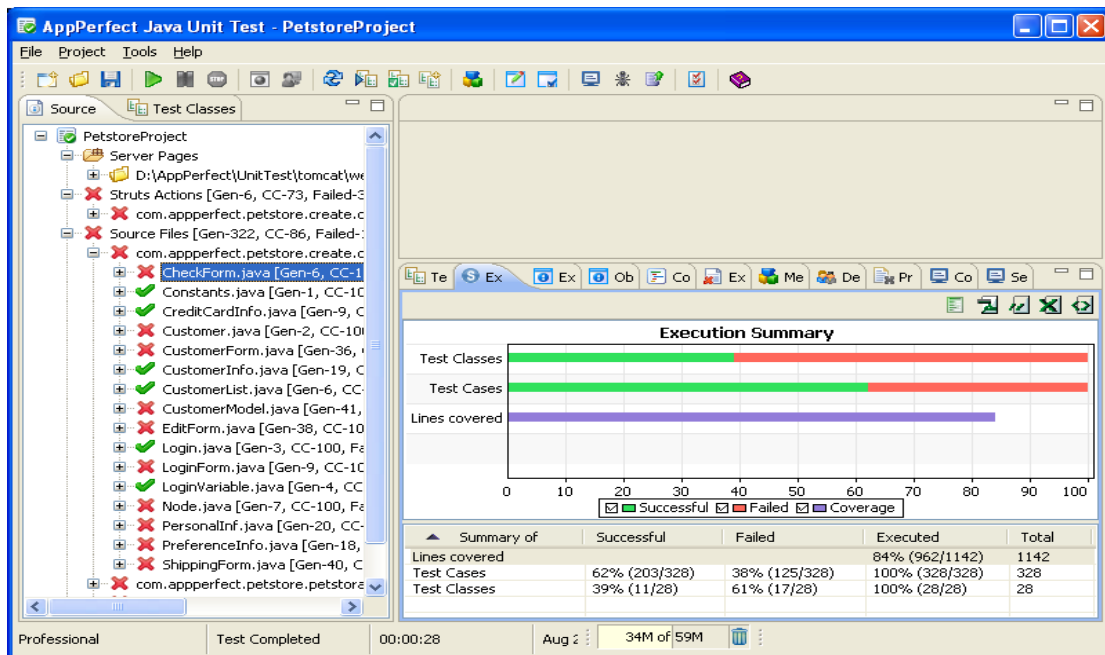 AppPerfect Java Unit Test - PetstoreProject
File Project Tools Help
Source Test Classes
PetstoreProject
Server Pages
D:\AppPerfect\UnitTest\tomcat\we
Struts Actions [Gen-6, CC-73, Failed-3
com.appperfect.petstore.create.c
Source Files [Gen-322, CC-86, Failed-
com.appperfect.petstore.create.c
CheckForm.java [Gen-6, CC-1
Constants.java [Gen-1, CC-10
CreditCardInfo.java [Gen-9, C
Customer.java [Gen-2, CC-100
CustomerForm.java [Gen-36,
CustomerInfo.java [Gen-19, C
CustomerList.java [Gen-6, CC-
CustomerModel.java [Gen-41,
EditForm.java [Gen-38, CC-10
Login.java [Gen-3, CC-100, Fa
LoginForm.java [Gen-9, CC-10
LoginVariable.java [Gen-4, CC
Node.java [Gen-7, CC-100, Fa
PersonalInf.java [Gen-20, CC-
PreferenceInfo.java [Gen-18,
ShippingForm.java [Gen-40, C
com.appperfect.petstore.petstora
Te Ex Ex Ob Co Ex Me De Pr Co Se
Execution Summary
Test Classes
Test Cases
Lines covered
0 10 20 30 40 50 60 70 80 90 100
Successful Failed Coverage
Summary of Successful Failed Executed Total
Lines covered 84% (962/1142) 1142
Test Cases 62% (203/328) 38% (125/328) 100% (328/328) 328
Test Classes 39% (11/28) 61% (17/28) 100% (28/28) 28
Professional Test Completed 00:00:28 Aug 2 34M of 59M